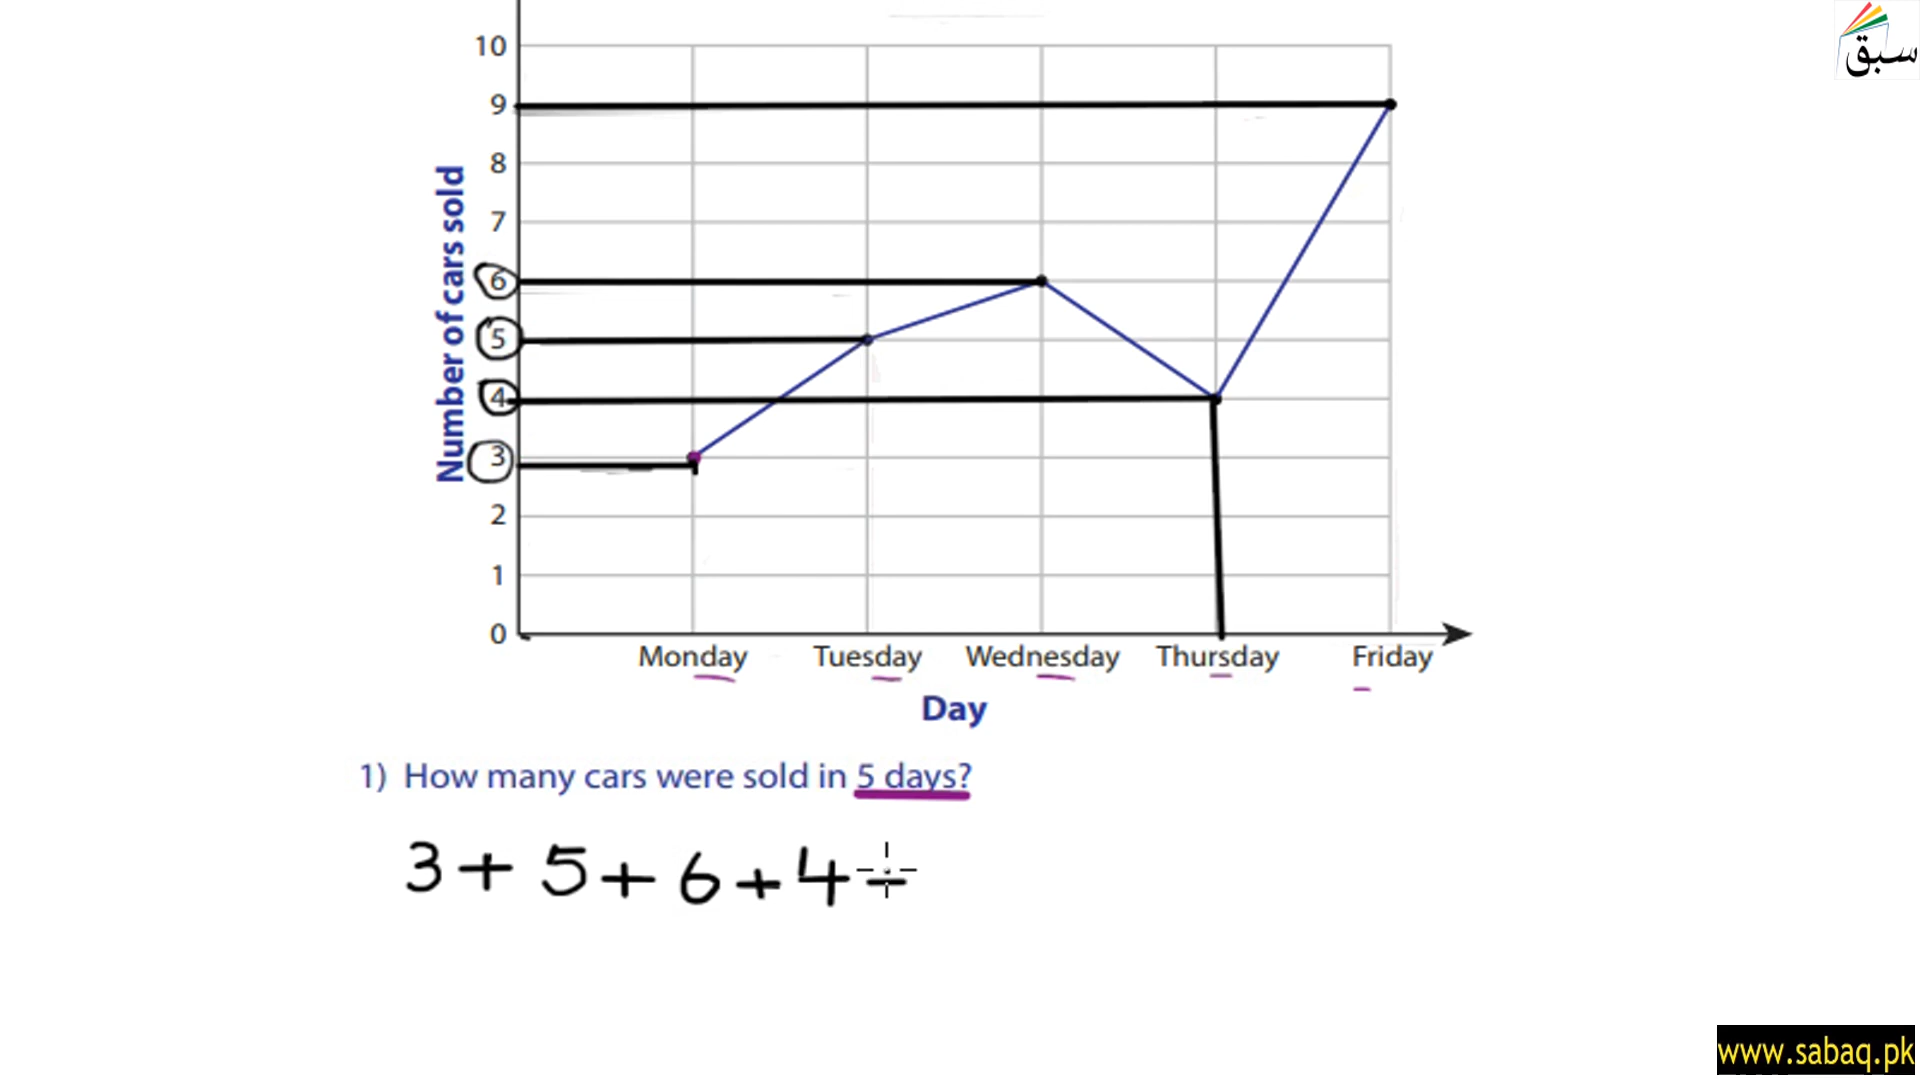 سبق
10
9
8
7
6
5
4
3
2
1
0
Number of cars sold
Monday Tuesday Wednesday Thursday Friday
Day
1) How many cars were sold in 5 days?
3 + 5 + 6 + 4
www.sabaq.pk